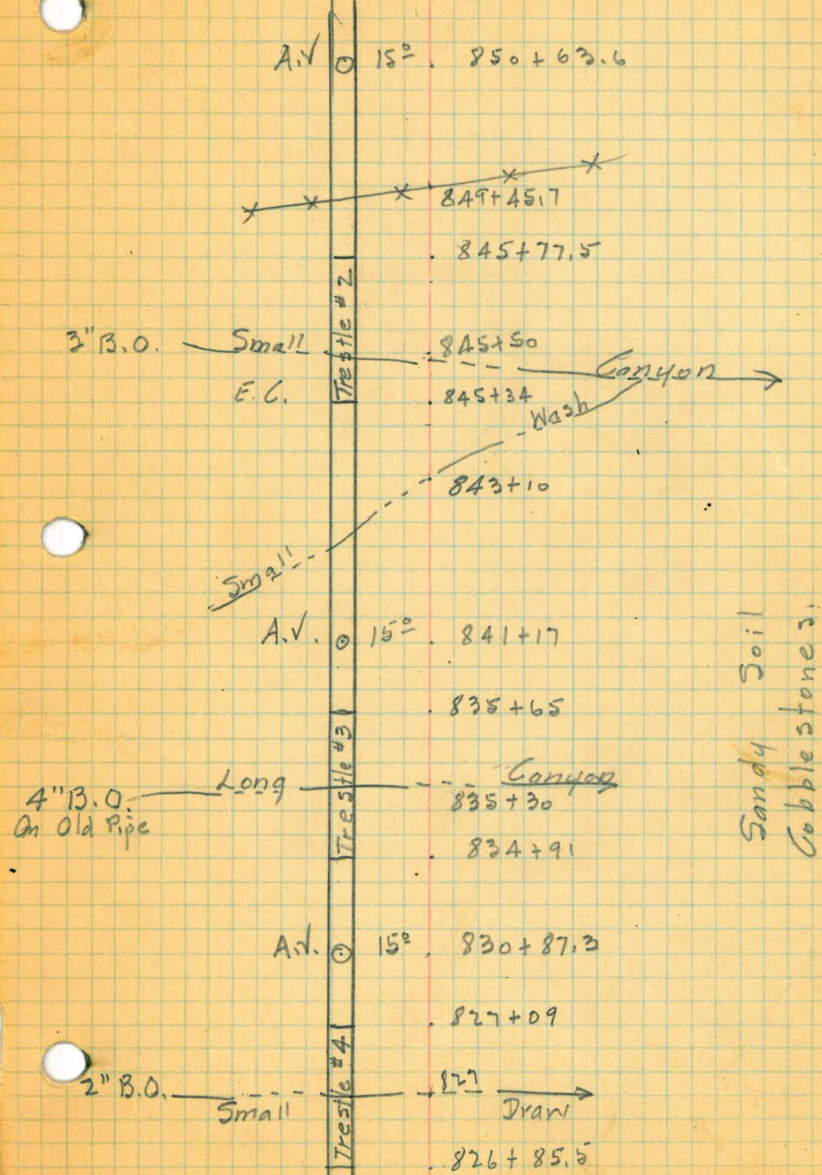 A.V 15° 850+63.6
849+45.7
845+77.5
Trestle #2
3" B.O. Small 845+50 Canyon
E.C. 845+34
Wash
843+10
Small
A.V. 15° 841+17
835+65
Trestle #3
Long Canyon
4" B.O. 835+30
On Old Pipe
834+91
A.V. 15° 830+87.3
827+09
Trestle #4
2" B.O. 827
Small Draw
826+85.5
Sandy Soil
Cobblestones.